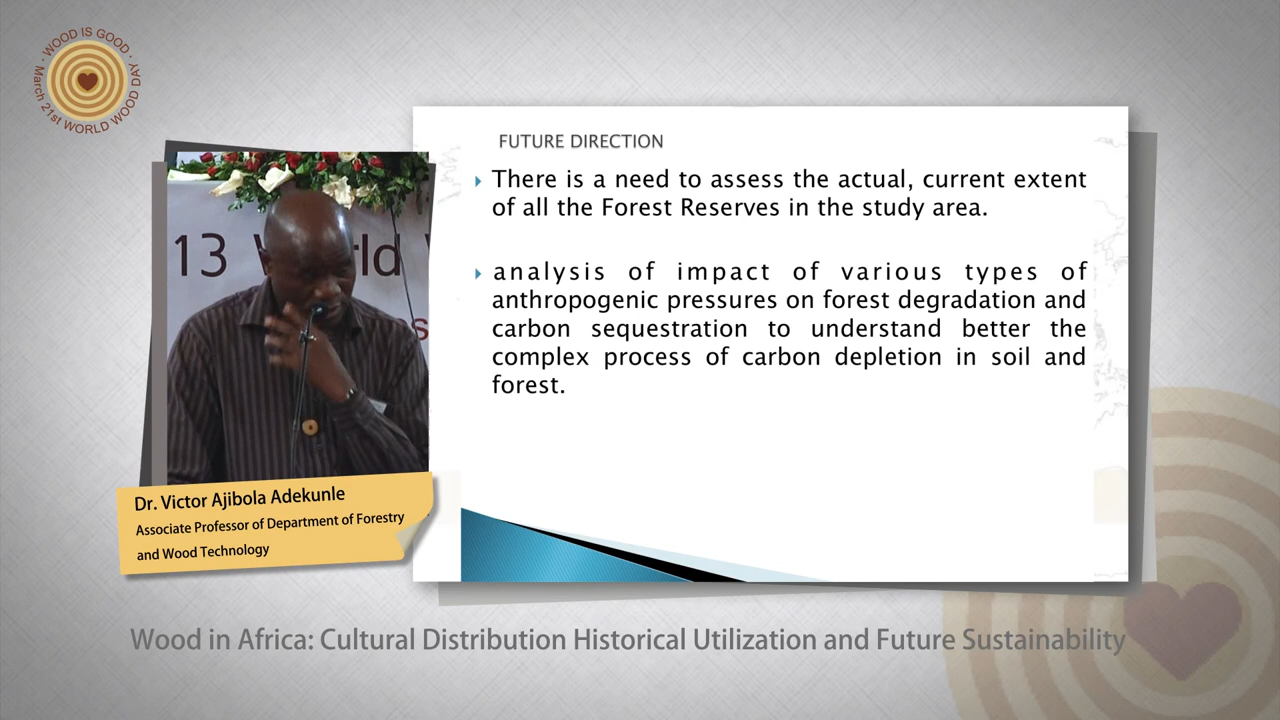 WOOD IS GOOD · March 21st WORLD WOOD DAY ·
FUTURE DIRECTION
There is a need to assess the actual, current extent
of all the Forest Reserves in the study area.
analysis of impact of various types of
anthropogenic pressures on forest degradation and
carbon sequestration to understand better the
complex process of carbon depletion in soil and
forest.
13 W rld
s
Dr. Victor Ajibola Adekunle
Associate Professor of Department of Forestry
and Wood Technology
Wood in Africa: Cultural Distribution Historical Utilization and Future Sustainability